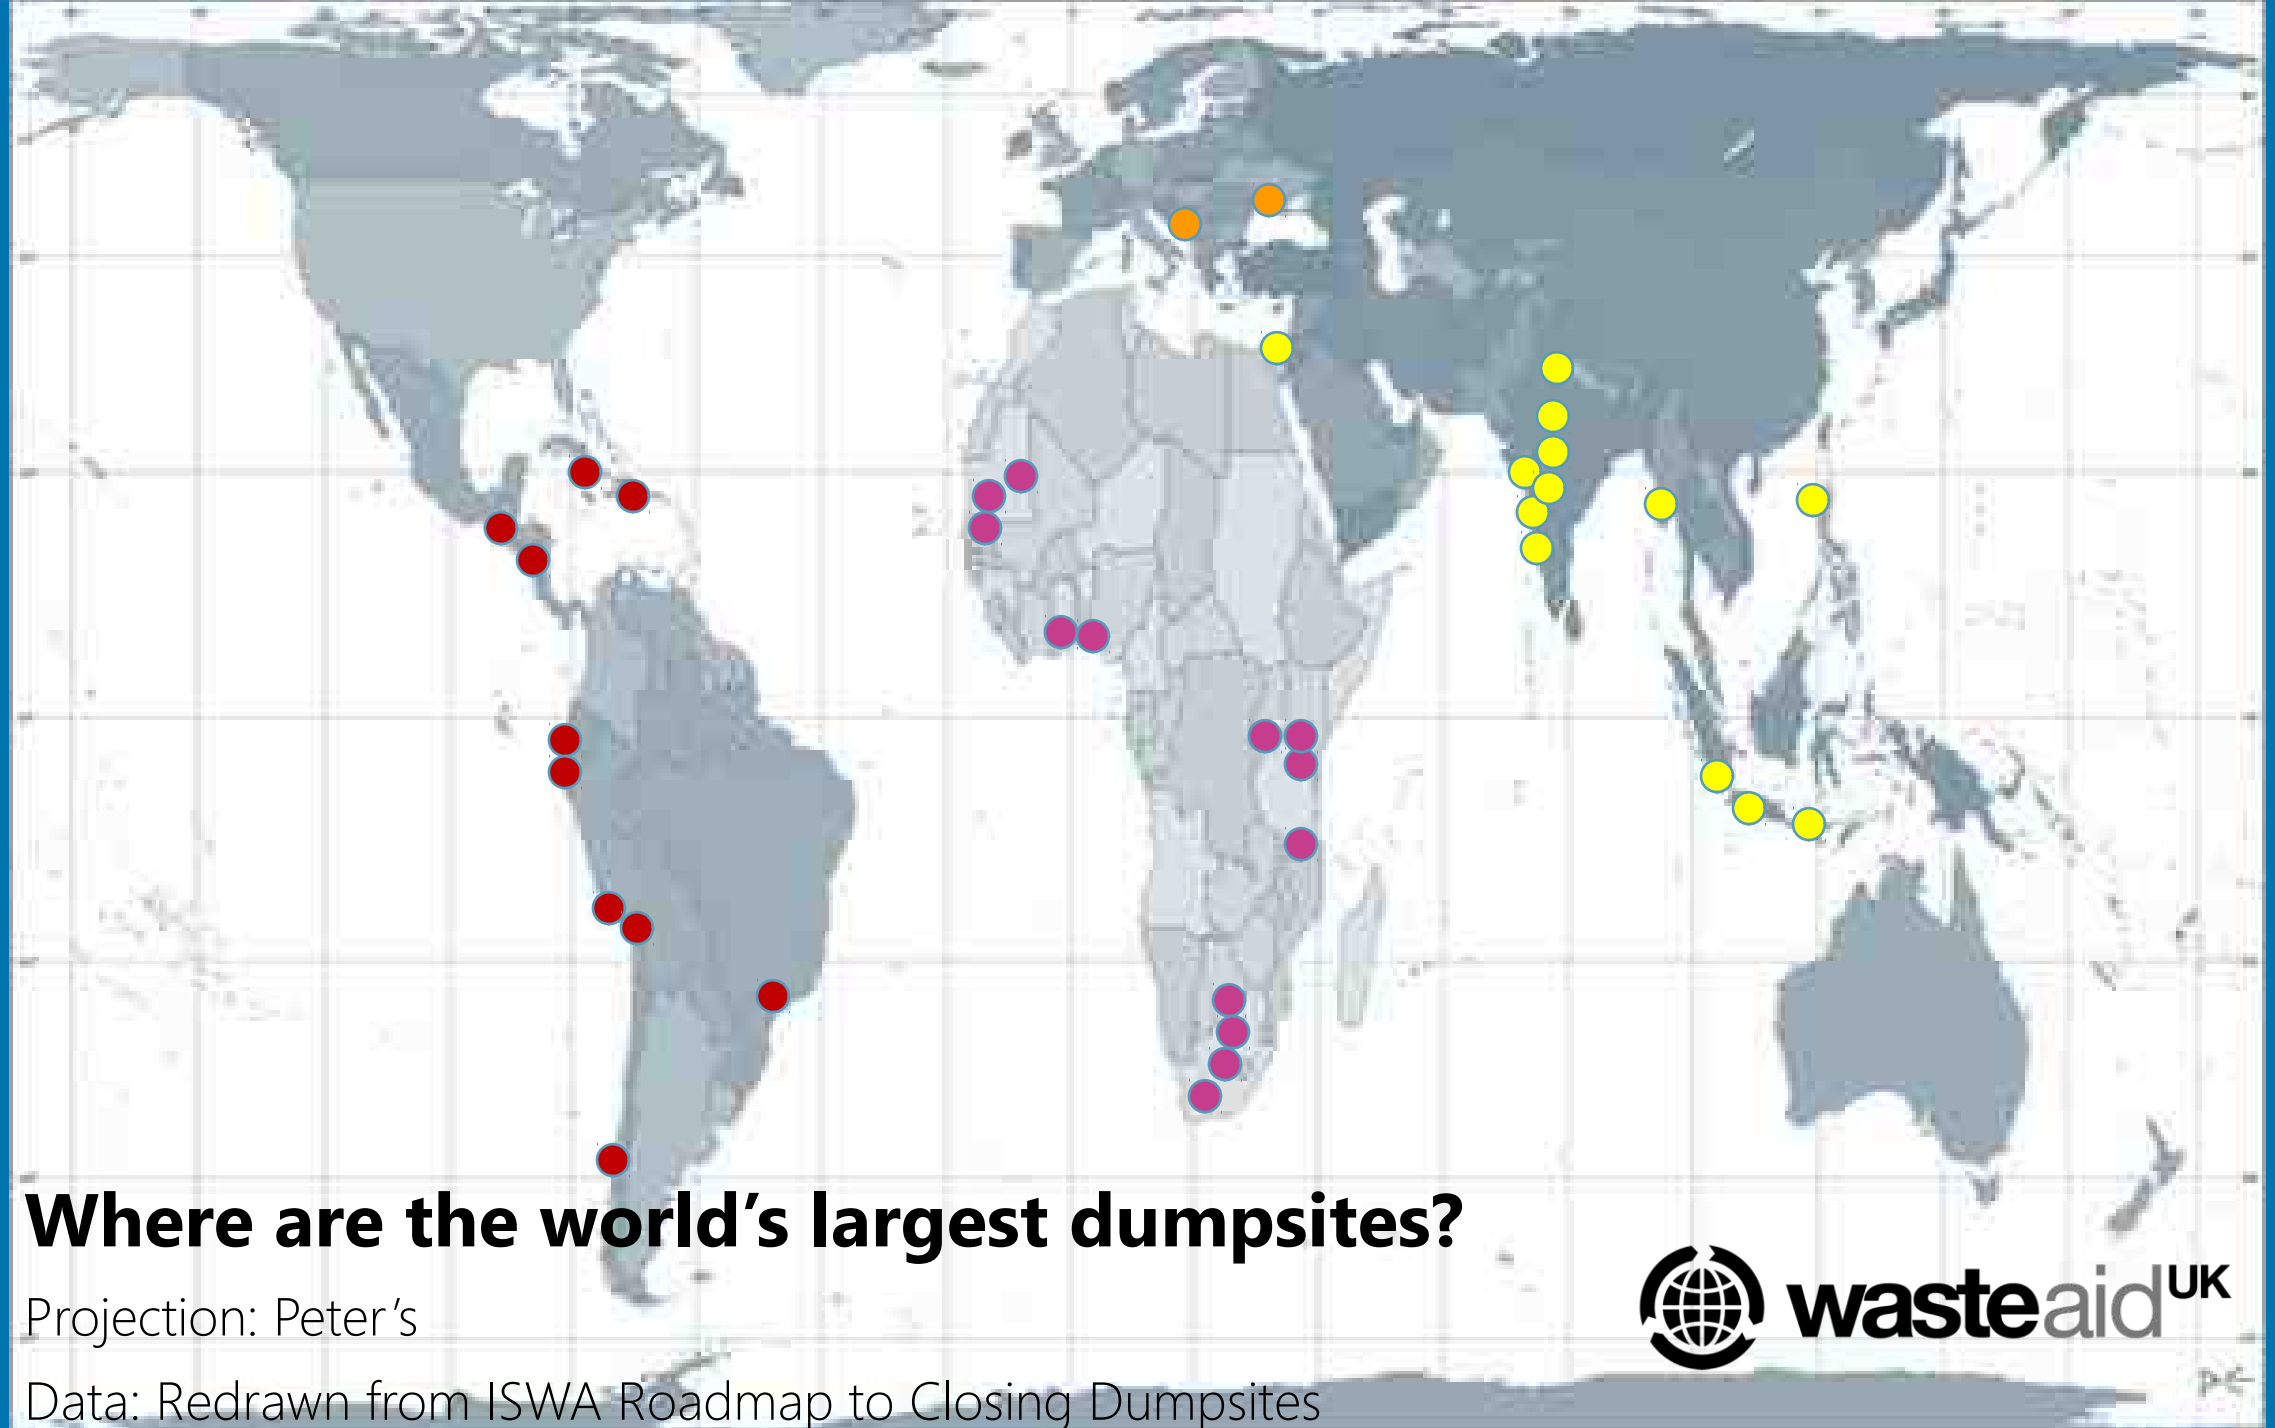 Where are the world’s largest dumpsites?
Projection: Peter’s
Data: Redrawn from ISWA Roadmap to Closing Dumpsites
wasteaidUK